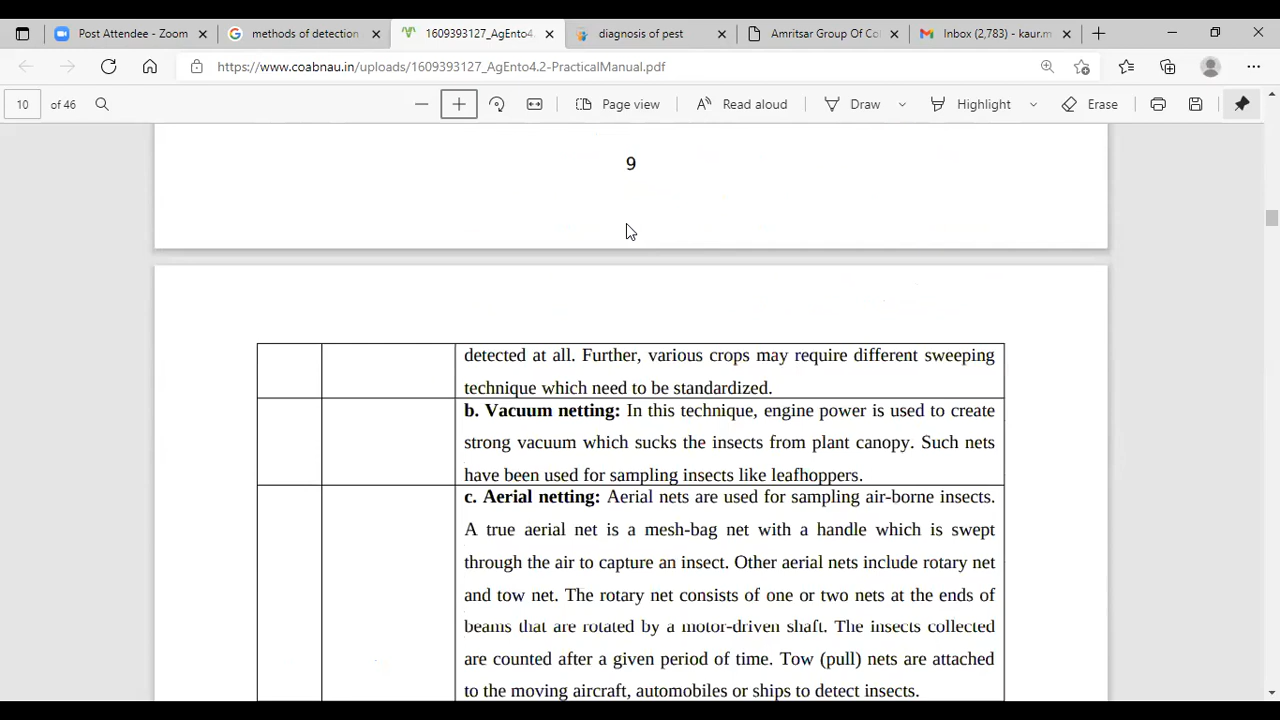 Post Attendee - Zoom
methods of detection
1609393127_AgEnto4.
diagnosis of pest
Amritsar Group Of Co
Inbox (2,783) - kaur.m
https://www.coabnau.in/uploads/1609393127_AgEnto4.2-PracticalManual.pdf
10 of 46
Page view
Read aloud
Draw
Highlight
Erase
9
detected at all. Further, various crops may require different sweeping
technique which need to be standardized.
b. Vacuum netting: In this technique, engine power is used to create
strong vacuum which sucks the insects from plant canopy. Such nets
have been used for sampling insects like leafhoppers.
c. Aerial netting: Aerial nets are used for sampling air-borne insects.
A true aerial net is a mesh-bag net with a handle which is swept
through the air to capture an insect. Other aerial nets include rotary net
and tow net. The rotary net consists of one or two nets at the ends of
beams that are rotated by a motor-driven shaft. The insects collected
are counted after a given period of time. Tow (pull) nets are attached
to the moving aircraft, automobiles or ships to detect insects.